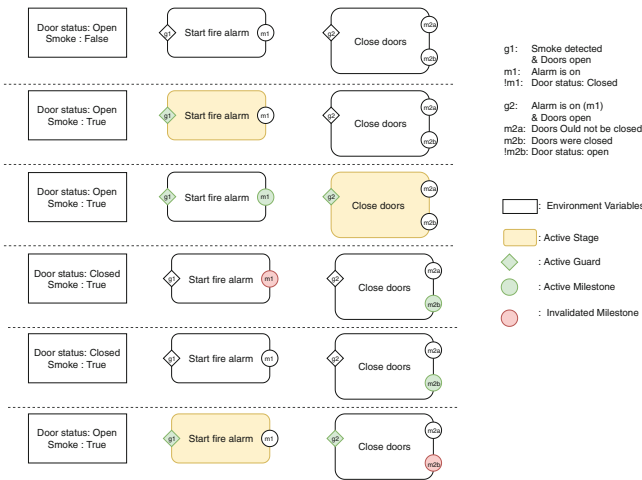 Door status: Open
Smoke : False
g1
Start fire alarm
m1
g2
Close doors
m2a
m2b
Door status: Open
Smoke : True
g1
Start fire alarm
m1
g2
Close doors
m2a
m2b
Door status: Open
Smoke : True
g1
Start fire alarm
m1
g2
Close doors
m2a
m2b
Door status: Closed
Smoke : True
g1
Start fire alarm
m1
g2
Close doors
m2a
m2b
Door status: Closed
Smoke : True
g1
Start fire alarm
m1
g2
Close doors
m2a
m2b
Door status: Open
Smoke : True
g1
Start fire alarm
m1
g2
Close doors
m2a
m2b
g1: Smoke detected
& Doors open
m1: Alarm is on
!m1: Door status: Closed
g2: Alarm is on (m1)
& Doors open
m2a: Doors Ould not be closed
m2b: Doors were closed
!m2b: Door status: open
: Environment Variables
: Active Stage
: Active Guard
: Active Milestone
: Invalidated Milestone